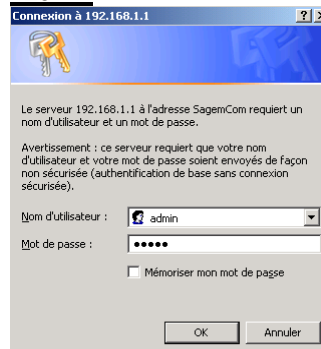 Connexion à 192.168.1.1
Le serveur 192.168.1.1 à l'adresse SagemCom requiert un
nom d'utilisateur et un mot de passe.
Avertissement : ce serveur requiert que votre nom
d'utilisateur et votre mot de passe soient envoyés de façon
non sécurisée (authentification de base sans connexion
sécurisée).
Nom d'utilisateur : admin
Mot de passe : •••••
Mémoriser mon mot de passe
OK Annuler